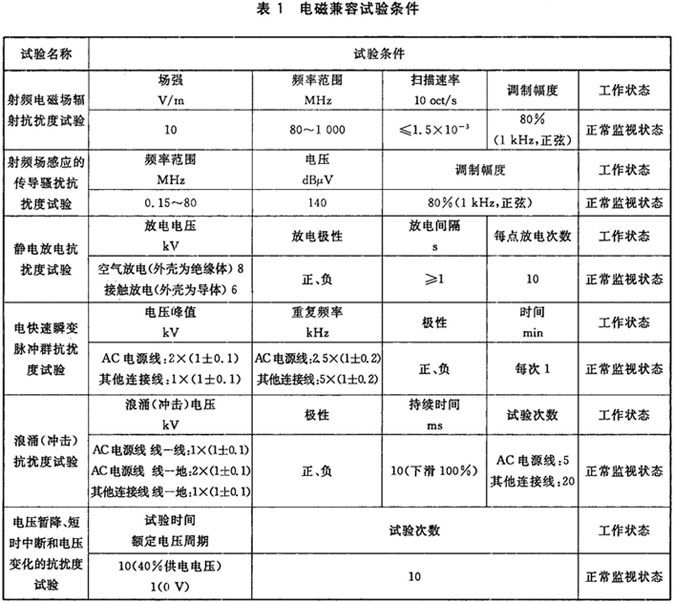 表 1 电磁兼容试验条件
试验名称 试验条件
射频电磁场辐射抗扰度试验
场强 V/m 频率范围 MHz 扫描速率 10 oct/s 调制幅度 工作状态
10 80～1 000 ≤1.5×10⁻³ 80％(1 kHz,正弦) 正常监视状态
射频场感应的传导骚扰抗扰度试验
频率范围 MHz 电压 dBμV 调制幅度 工作状态
0.15～80 140 80％(1 kHz,正弦) 正常监视状态
静电放电抗扰度试验
放电电压 kV 放电极性 放电间隔 s 每点放电次数 工作状态
空气放电(外壳为绝缘体) 8
接触放电(外壳为导体) 6
正、负 ≥1 10 正常监视状态
电快速瞬变脉冲群抗扰度试验
电压峰值 kV 重复频率 kHz 极性 时间 min 工作状态
AC 电源线:2×(1±0.1)
其他连接线:1×(1±0.1)
AC 电源线:2.5×(1±0.2)
其他连接线:5×(1±0.2)
正、负 每次 1 正常监视状态
浪涌(冲击)抗扰度试验
浪涌(冲击)电压 kV 极性 持续时间 ms 试验次数 工作状态
AC 电源线 线—线:1×(1±0.1)
AC 电源线 线—地:2×(1±0.1)
其他连接线 线—地:1×(1±0.1)
正、负 10(下滑 100％)
AC 电源线:5
其他连接线:20
正常监视状态
电压暂降、短时中断和电压变化的抗扰度试验
试验时间 额定电压周期 试验次数 工作状态
10(40％供电电压)
1(0 V)
10 正常监视状态